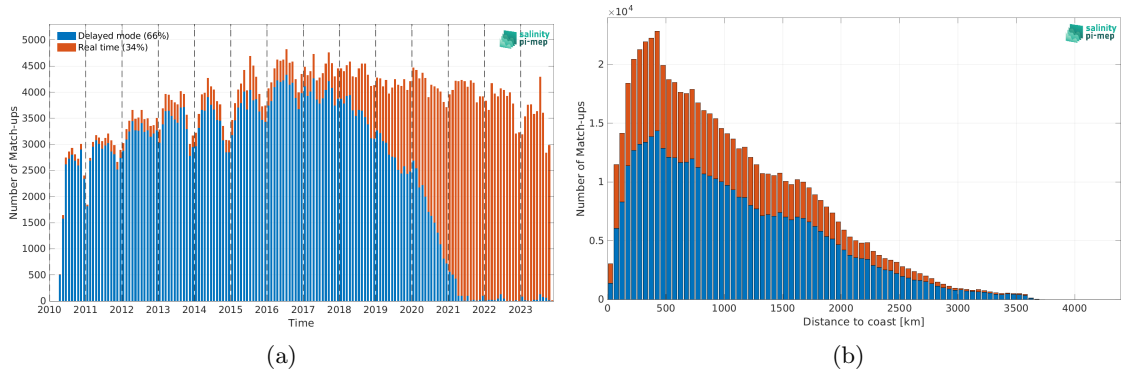 Delayed mode (66%)
Real time (34%)
salinity
pi-mep
5000
4500
4000
3500
3000
2500
2000
1500
1000
500
0
Number of Match-ups
2010 2011 2012 2013 2014 2015 2016 2017 2018 2019 2020 2021 2022 2023
Time
(a)
×10⁴
salinity
pi-mep
2
1.5
1
0.5
0
Number of Match-ups
0 500 1000 1500 2000 2500 3000 3500 4000
Distance to coast [km]
(b)